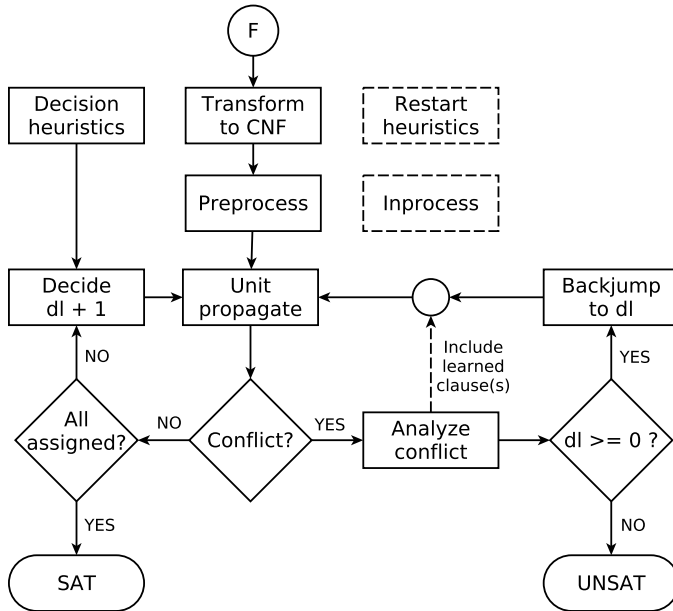 F
Decision
heuristics
Transform
to CNF
Restart
heuristics
Preprocess
Inprocess
Decide
dl + 1
Unit
propagate
Backjump
to dl
NO
Include
learned
clause(s)
YES
All
assigned?
NO
Conflict?
YES
Analyze
conflict
dl >= 0 ?
YES
NO
SAT
UNSAT